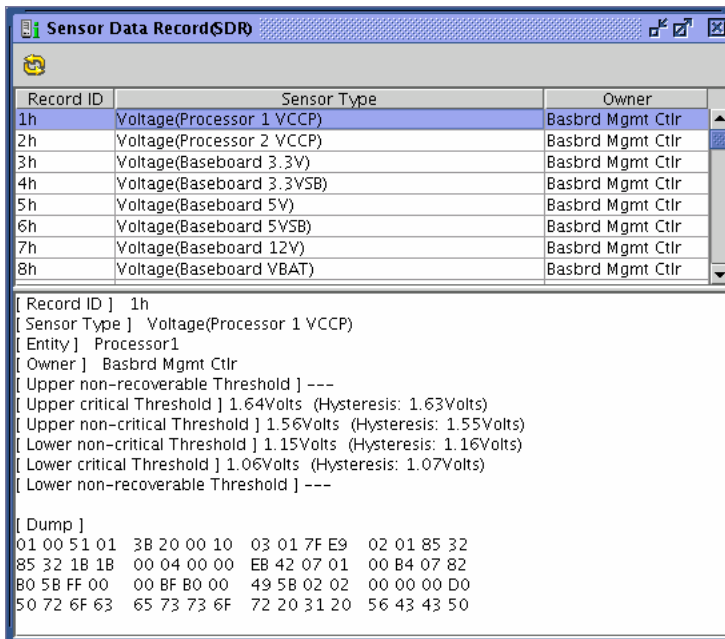 Sensor Data Record(SDR)
Record ID Sensor Type Owner
1h Voltage(Processor 1 VCCP) Basbrd Mgmt Ctlr
2h Voltage(Processor 2 VCCP) Basbrd Mgmt Ctlr
3h Voltage(Baseboard 3.3V) Basbrd Mgmt Ctlr
4h Voltage(Baseboard 3.3VSB) Basbrd Mgmt Ctlr
5h Voltage(Baseboard 5V) Basbrd Mgmt Ctlr
6h Voltage(Baseboard 5VSB) Basbrd Mgmt Ctlr
7h Voltage(Baseboard 12V) Basbrd Mgmt Ctlr
8h Voltage(Baseboard VBAT) Basbrd Mgmt Ctlr
[ Record ID ] 1h
[ Sensor Type ] Voltage(Processor 1 VCCP)
[ Entity ] Processor1
[ Owner ] Basbrd Mgmt Ctlr
[ Upper non-recoverable Threshold ] ---
[ Upper critical Threshold ] 1.64Volts (Hysteresis: 1.63Volts)
[ Upper non-critical Threshold ] 1.56Volts (Hysteresis: 1.55Volts)
[ Lower non-critical Threshold ] 1.15Volts (Hysteresis: 1.16Volts)
[ Lower critical Threshold ] 1.06Volts (Hysteresis: 1.07Volts)
[ Lower non-recoverable Threshold ] ---
[ Dump ]
01 00 51 01 3B 20 00 10 03 01 7F E9 02 01 85 32
85 32 1B 1B 00 04 00 00 EB 42 07 01 00 B4 07 82
B0 5B FF 00 00 BF B0 00 49 5B 02 02 00 00 00 D0
50 72 6F 63 65 73 73 6F 72 20 31 20 56 43 43 50